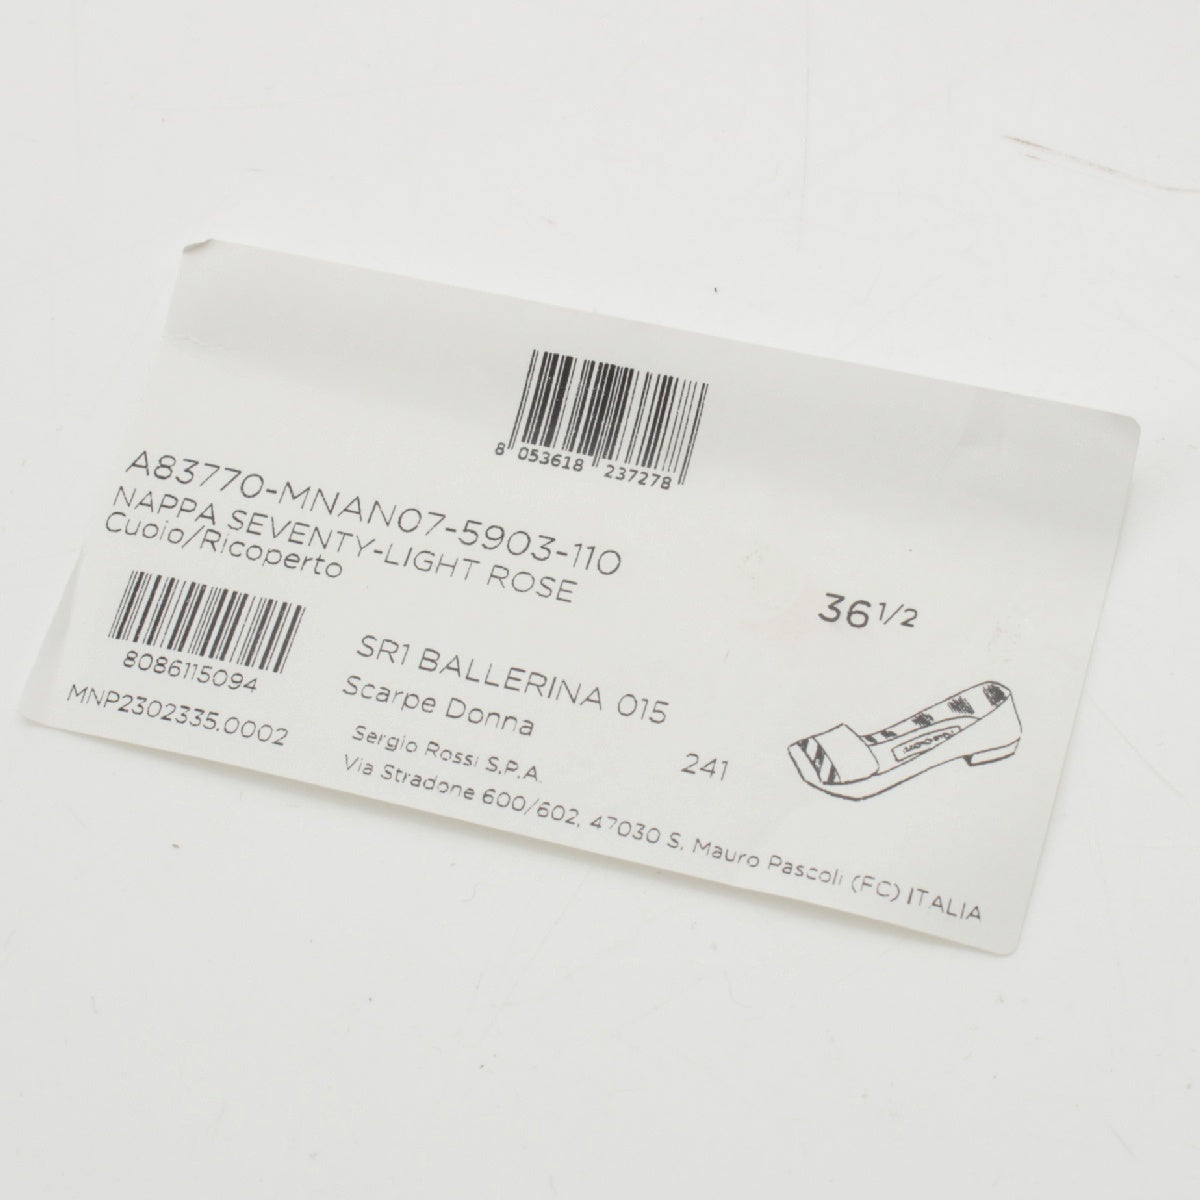 8 053618 237278
A83770-MNAN07-5903-110
NAPPA SEVENTY-LIGHT ROSE
Cuoio/Ricoperto
36 1/2
8086115094
MNP2302335.0002
SR1 BALLERINA 015
Scarpe Donna
241
Sergio Rossi S.P.A.
Via Stradone 600/602, 47030 S. Mauro Pascoli (FC) ITALIA